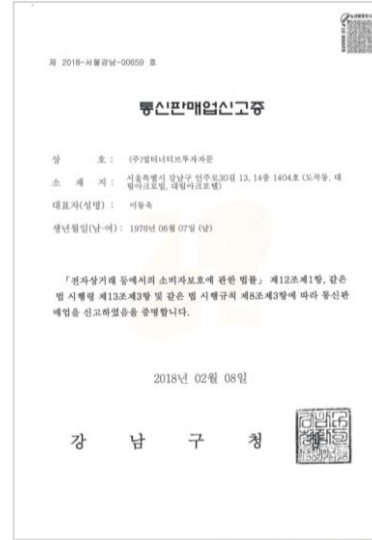 제 2018-서울강남-00659 호
통신판매업신고증
상 호 : (주)얼터너티브투자자문
소 재 지 : 서울특별시 강남구 언주로30길 13, 14층 1404호 (도곡동, 대
림아크로빌, 대림아크로텔)
대표자(성명) : 이동욱
생년월일(남·여) : 1976년 06월 07일 (남)
「전자상거래 등에서의 소비자보호에 관한 법률」 제12조제1항, 같은
법 시행령 제13조제3항 및 같은 법 시행규칙 제8조제3항에 따라 통신판
매업을 신고하였음을 증명합니다.
2018년 02월 08일
강 남 구 청